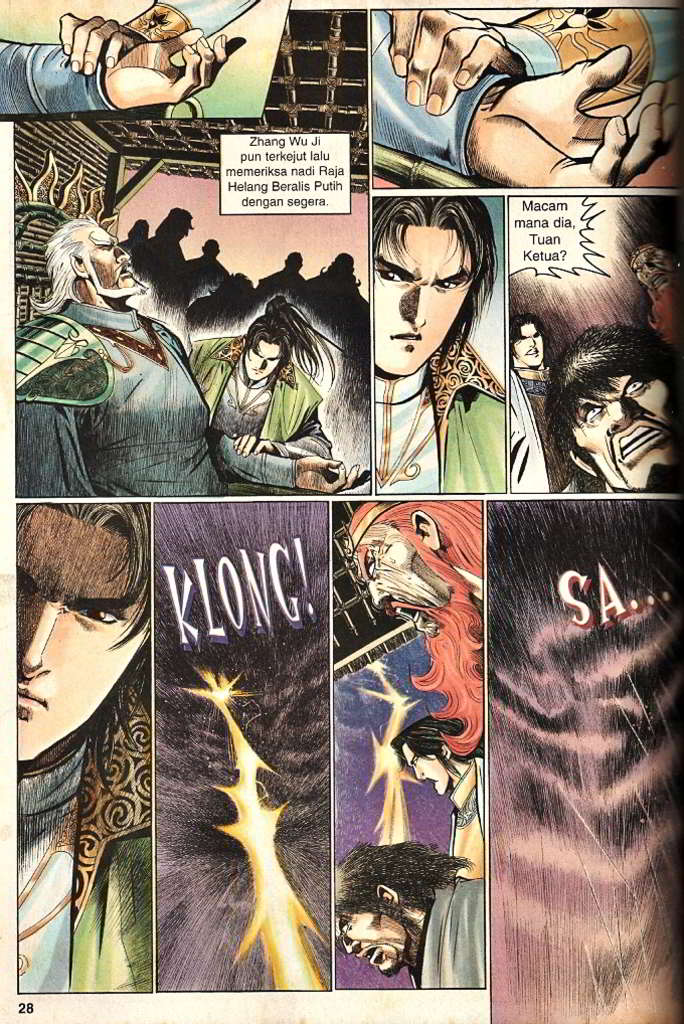 Zhang Wu Ji
pun terkejut lalu
memeriksa nadi Raja
Helang Beralis Putih
dengan segera.
Macam
mana dia,
Tuan
Ketua?
KLONG!
SA...
28